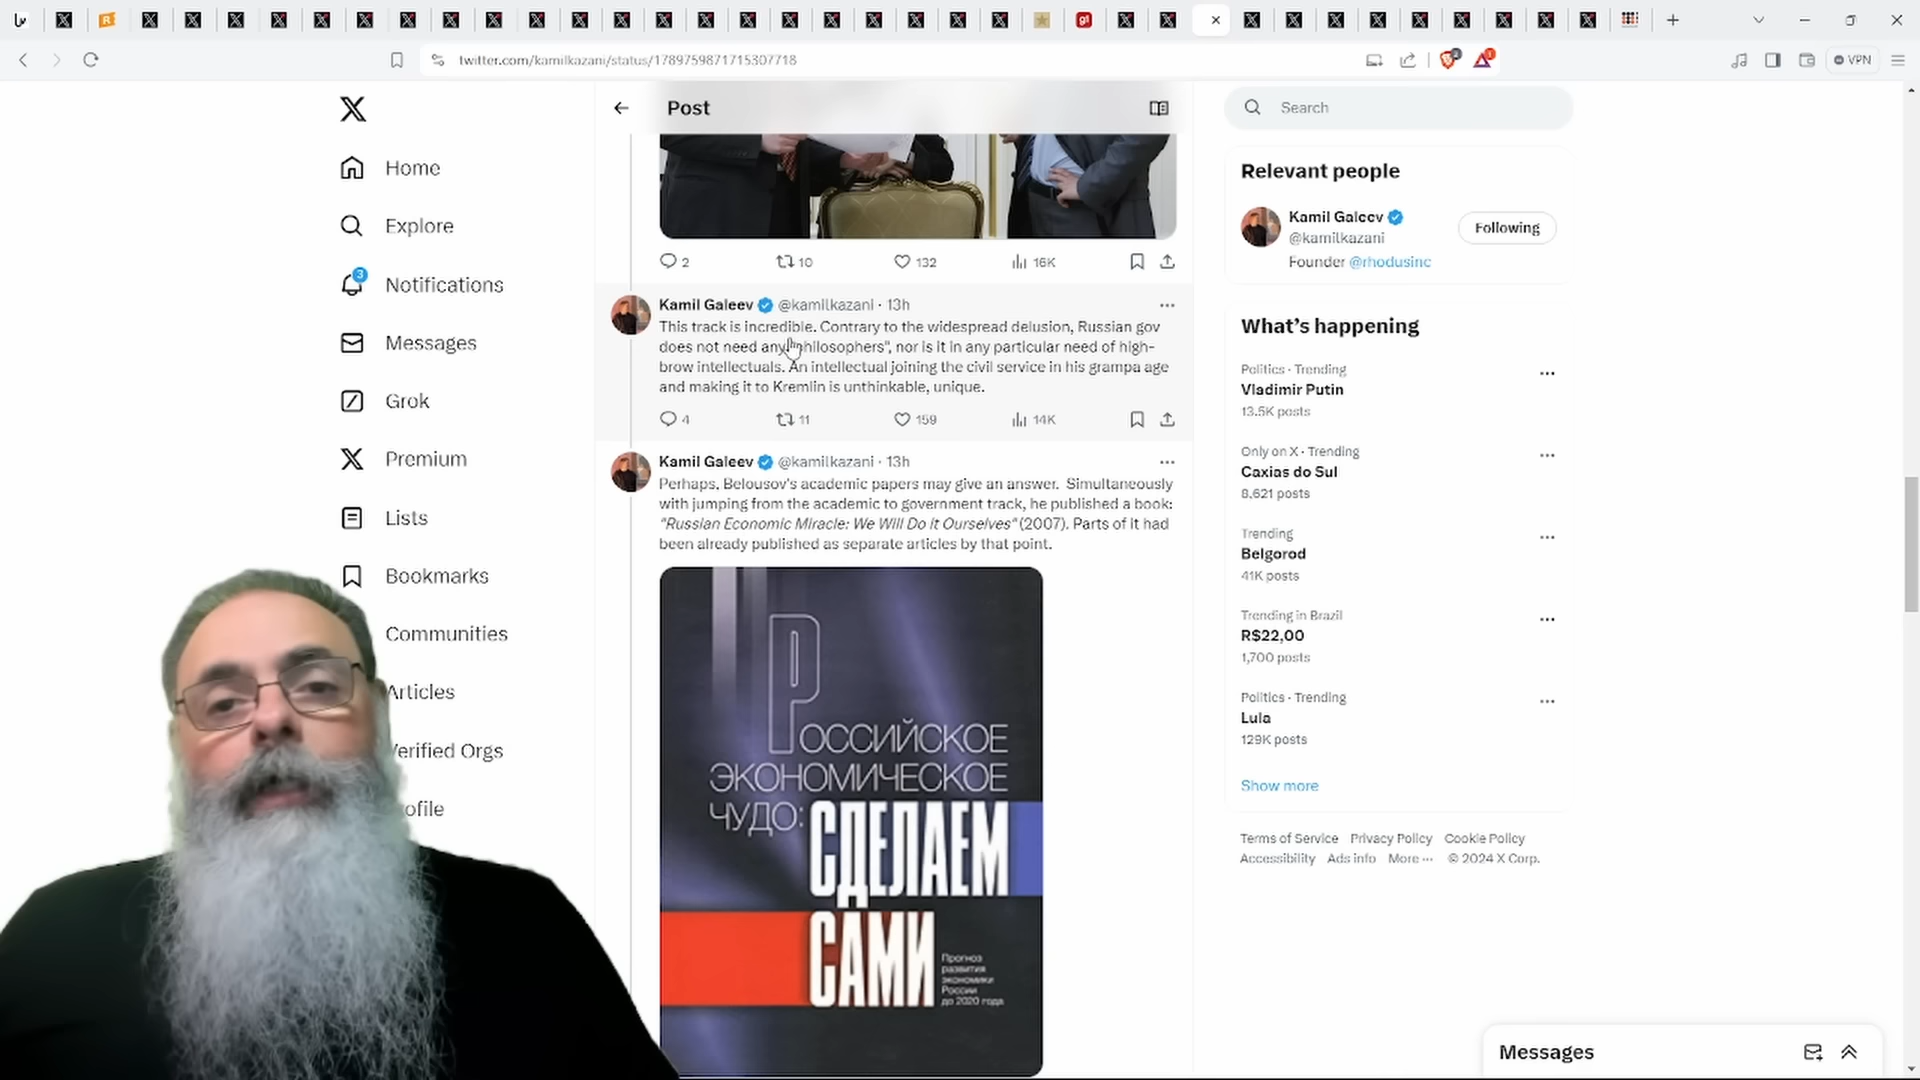 twitter.com/kamilkazani/status/1789759871715307718
VPN
Home
Explore
3
Notifications
Messages
Grok
Premium
Lists
Bookmarks
Communities
Articles
Verified Orgs
ofile
Post
2
10
132
16K
Kamil Galeev @kamilkazani · 13h
This track is incredible. Contrary to the widespread delusion, Russian gov
does not need any "philosophers", nor is it in any particular need of high-
brow intellectuals. An intellectual joining the civil service in his grampa age
and making it to Kremlin is unthinkable, unique.
4
11
159
14K
Kamil Galeev @kamilkazani · 13h
Perhaps, Belousov's academic papers may give an answer. Simultaneously
with jumping from the academic to government track, he published a book:
"Russian Economic Miracle: We Will Do it Ourselves" (2007). Parts of it had
been already published as separate articles by that point.
РОССИЙСКОЕ
ЭКОНОМИЧЕСКОЕ
ЧУДО: СДЕЛАЕМ
САМИ
Прогноз
развития
экономики
России
до 2020 года
Search
Relevant people
Kamil Galeev
@kamilkazani
Founder @rhodusinc
Following
What's happening
Politics · Trending
Vladimir Putin
13.5K posts
Only on X · Trending
Caxias do Sul
8,621 posts
Trending
Belgorod
41K posts
Trending in Brazil
R$22,00
1,700 posts
Politics · Trending
Lula
129K posts
Show more
Terms of Service Privacy Policy Cookie Policy
Accessibility Ads info More ··· © 2024 X Corp.
Messages